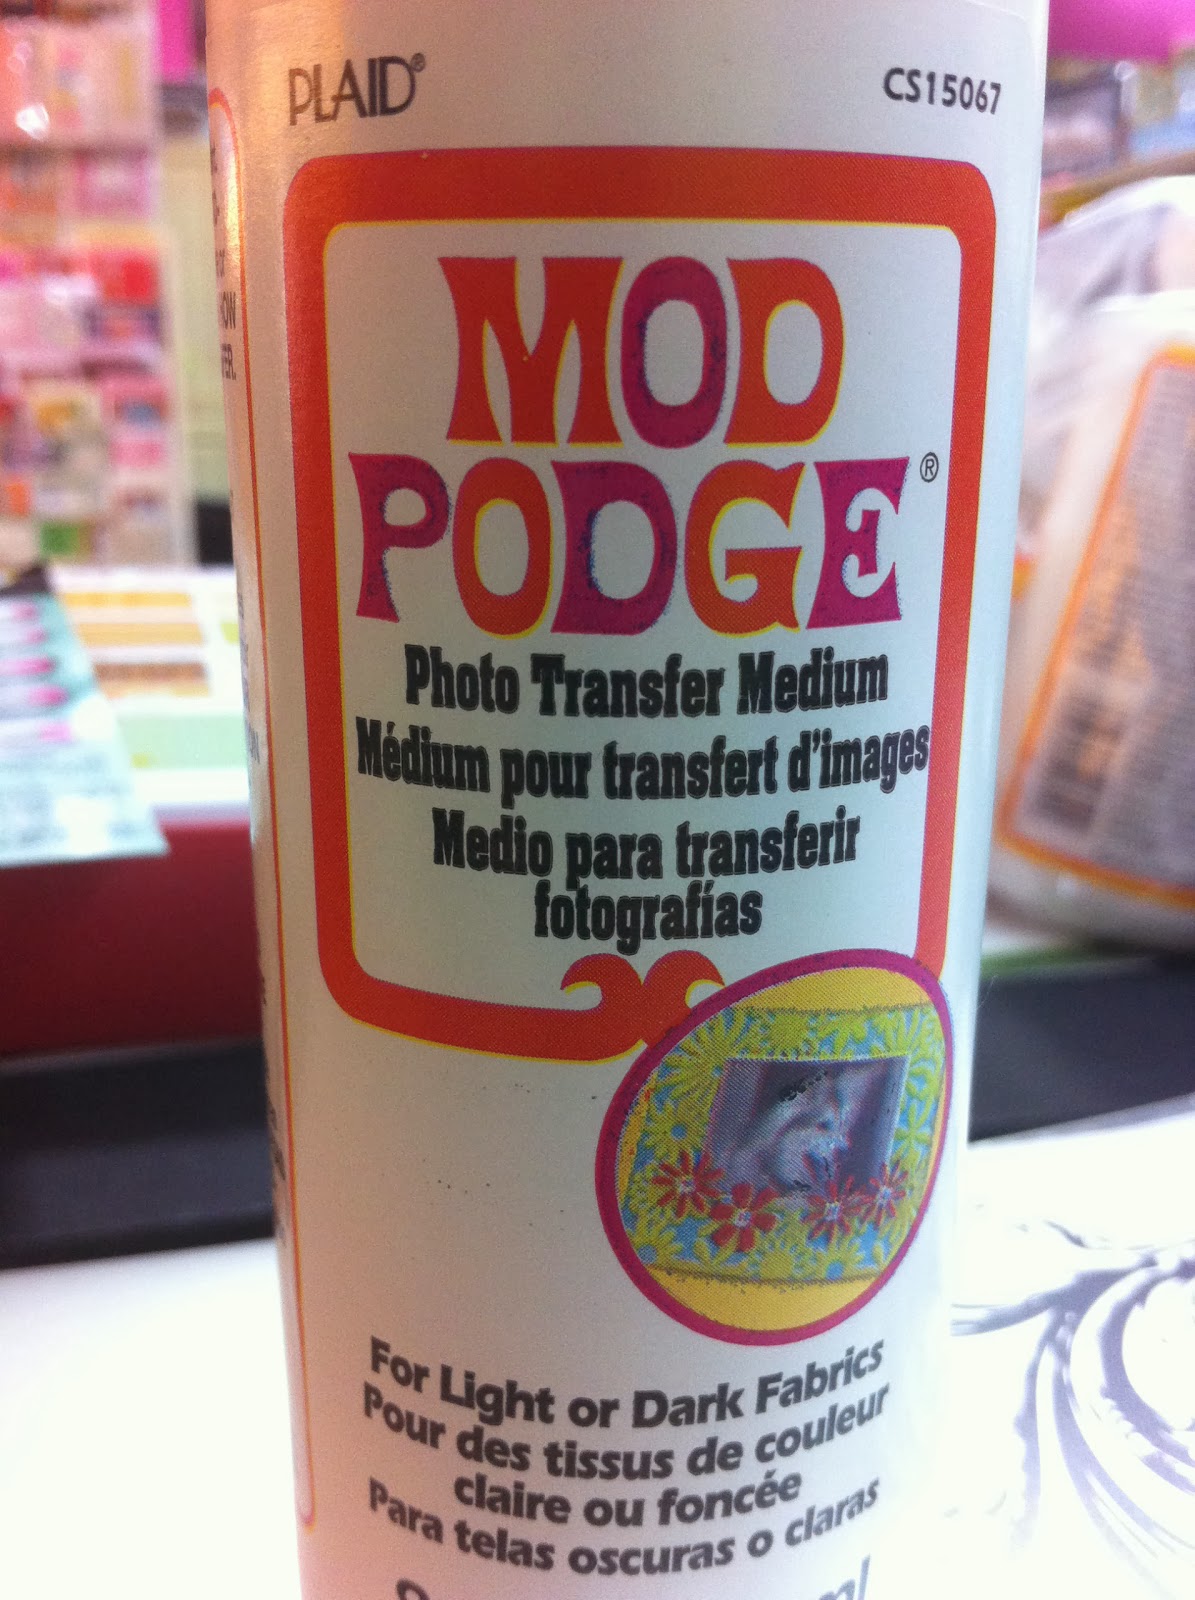 PLAID®
CS15067
MOD
PODGE®
Photo Transfer Medium
Médium pour transfert d'images
Medio para transferir
fotografías
For Light or Dark Fabrics
Pour des tissus de couleur
claire ou foncée
Para telas oscuras o claras